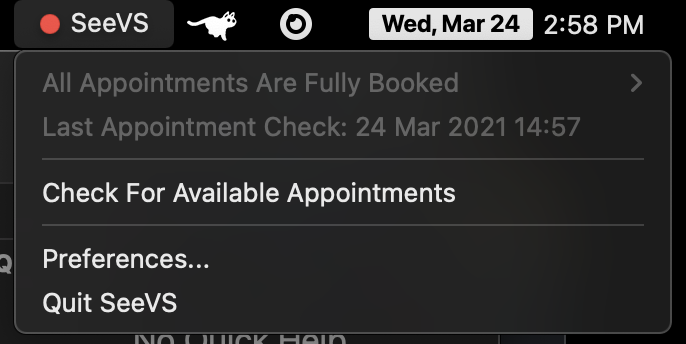 SeeVS
Wed, Mar 24 2:58 PM
All Appointments Are Fully Booked
Last Appointment Check: 24 Mar 2021 14:57
Check For Available Appointments
Preferences...
Quit SeeVS
No Quick Help